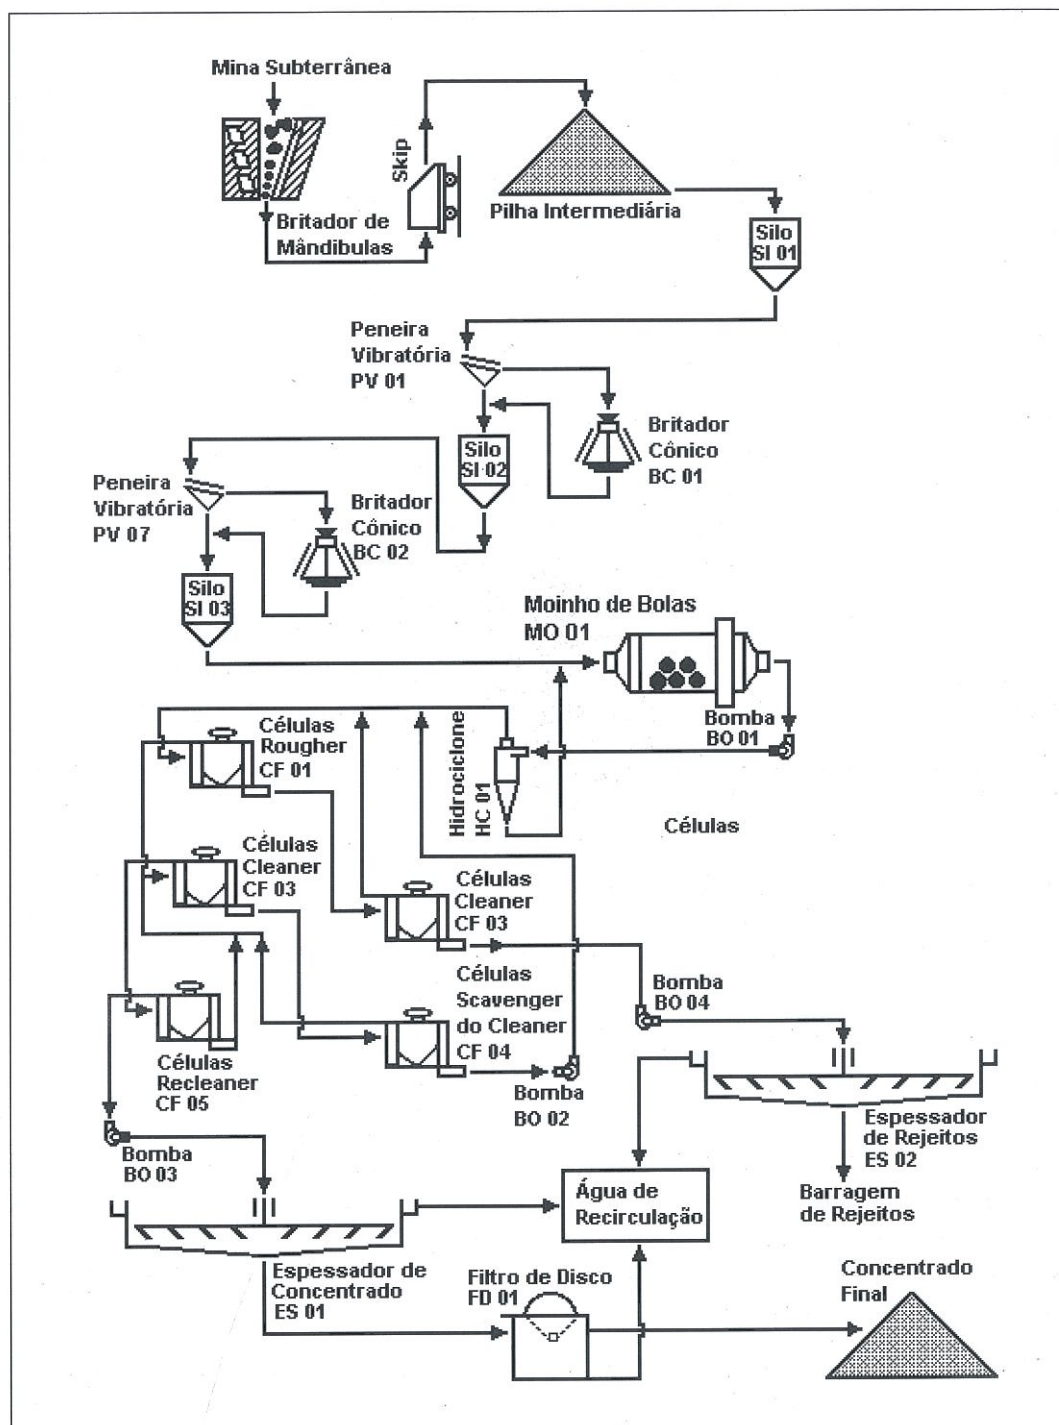 Mina Subterrânea
Britador de
Mândibulas
Skip
Pilha Intermediária
Silo
SI 01
Peneira
Vibratória
PV 01
Britador
Cônico
BC 01
Silo
SI 02
Peneira
Vibratória
PV 07
Britador
Cônico
BC 02
Silo
SI 03
Moinho de Bolas
MO 01
Bomba
BO 01
Hidrociclone
HC 01
Células
Rougher
CF 01
Células
Células
Cleaner
CF 03
Células
Cleaner
CF 03
Células
Scavenger
do Cleaner
CF 04
Bomba
BO 04
Células
Recleaner
CF 05
Bomba
BO 02
Bomba
BO 03
Espessador
de Rejeitos
ES 02
Barragem
de Rejeitos
Água de
Recirculação
Espessador de
Concentrado
ES 01
Filtro de Disco
FD 01
Concentrado
Final